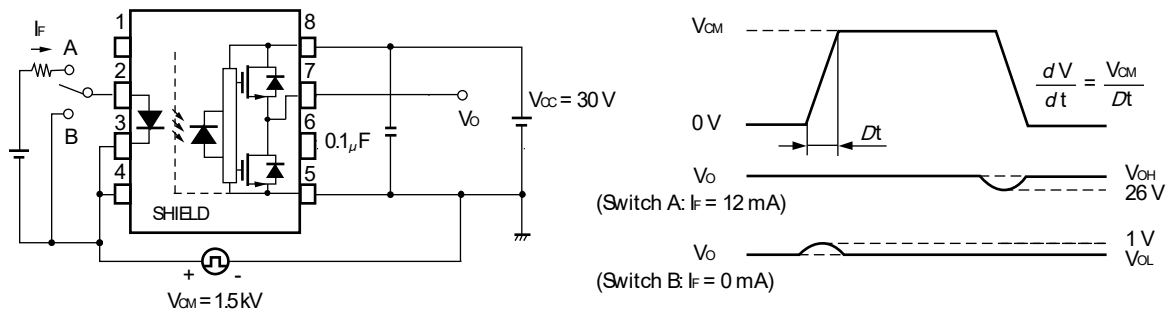 IF
A
B
1
2
3
4
8
7
6
5
SHIELD
0.1μF
VO
VCC = 30 V
+ -
VCM = 1.5 kV
VCM
0 V
Dt
dV/dt = VCM/Dt
VO
(Switch A: IF = 12 mA)
VOH
26 V
VO
(Switch B: IF = 0 mA)
1 V
VOL